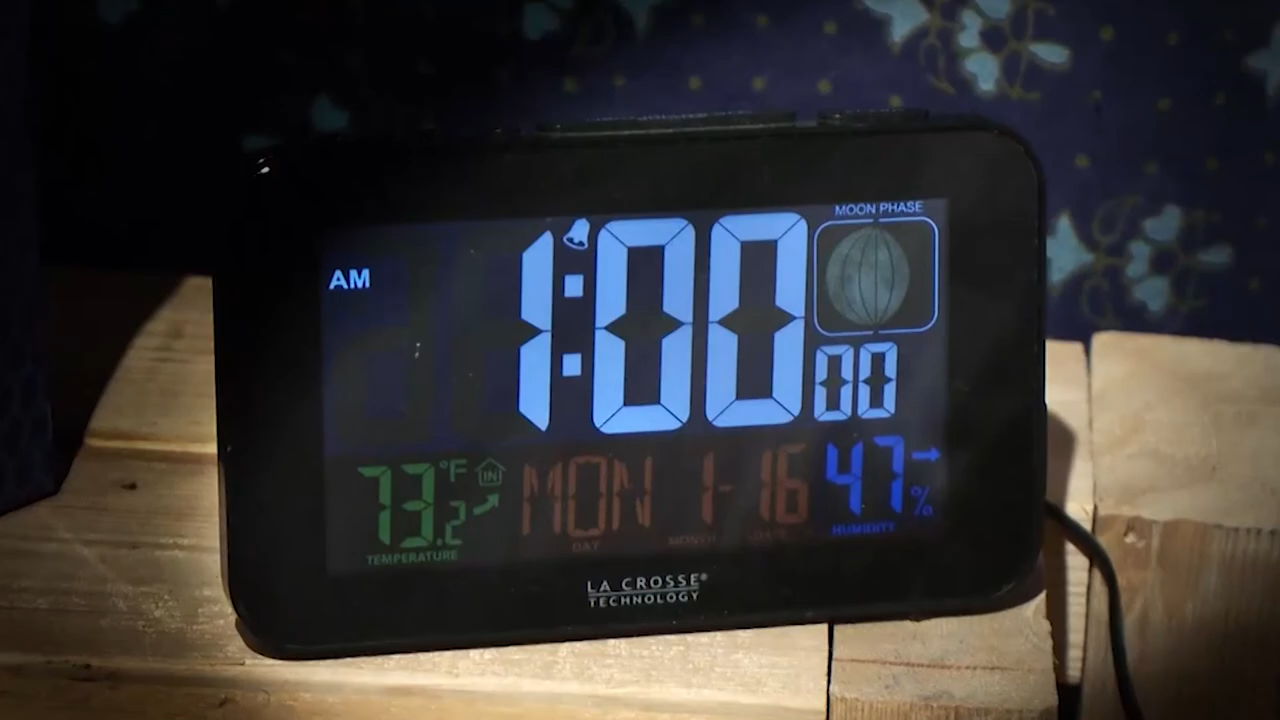 MOON PHASE
AM 1:00 00
73.2 °F IN MON 1-16 47 %
TEMPERATURE DAY MONTH DATE HUMIDITY
LA CROSSE®
TECHNOLOGY